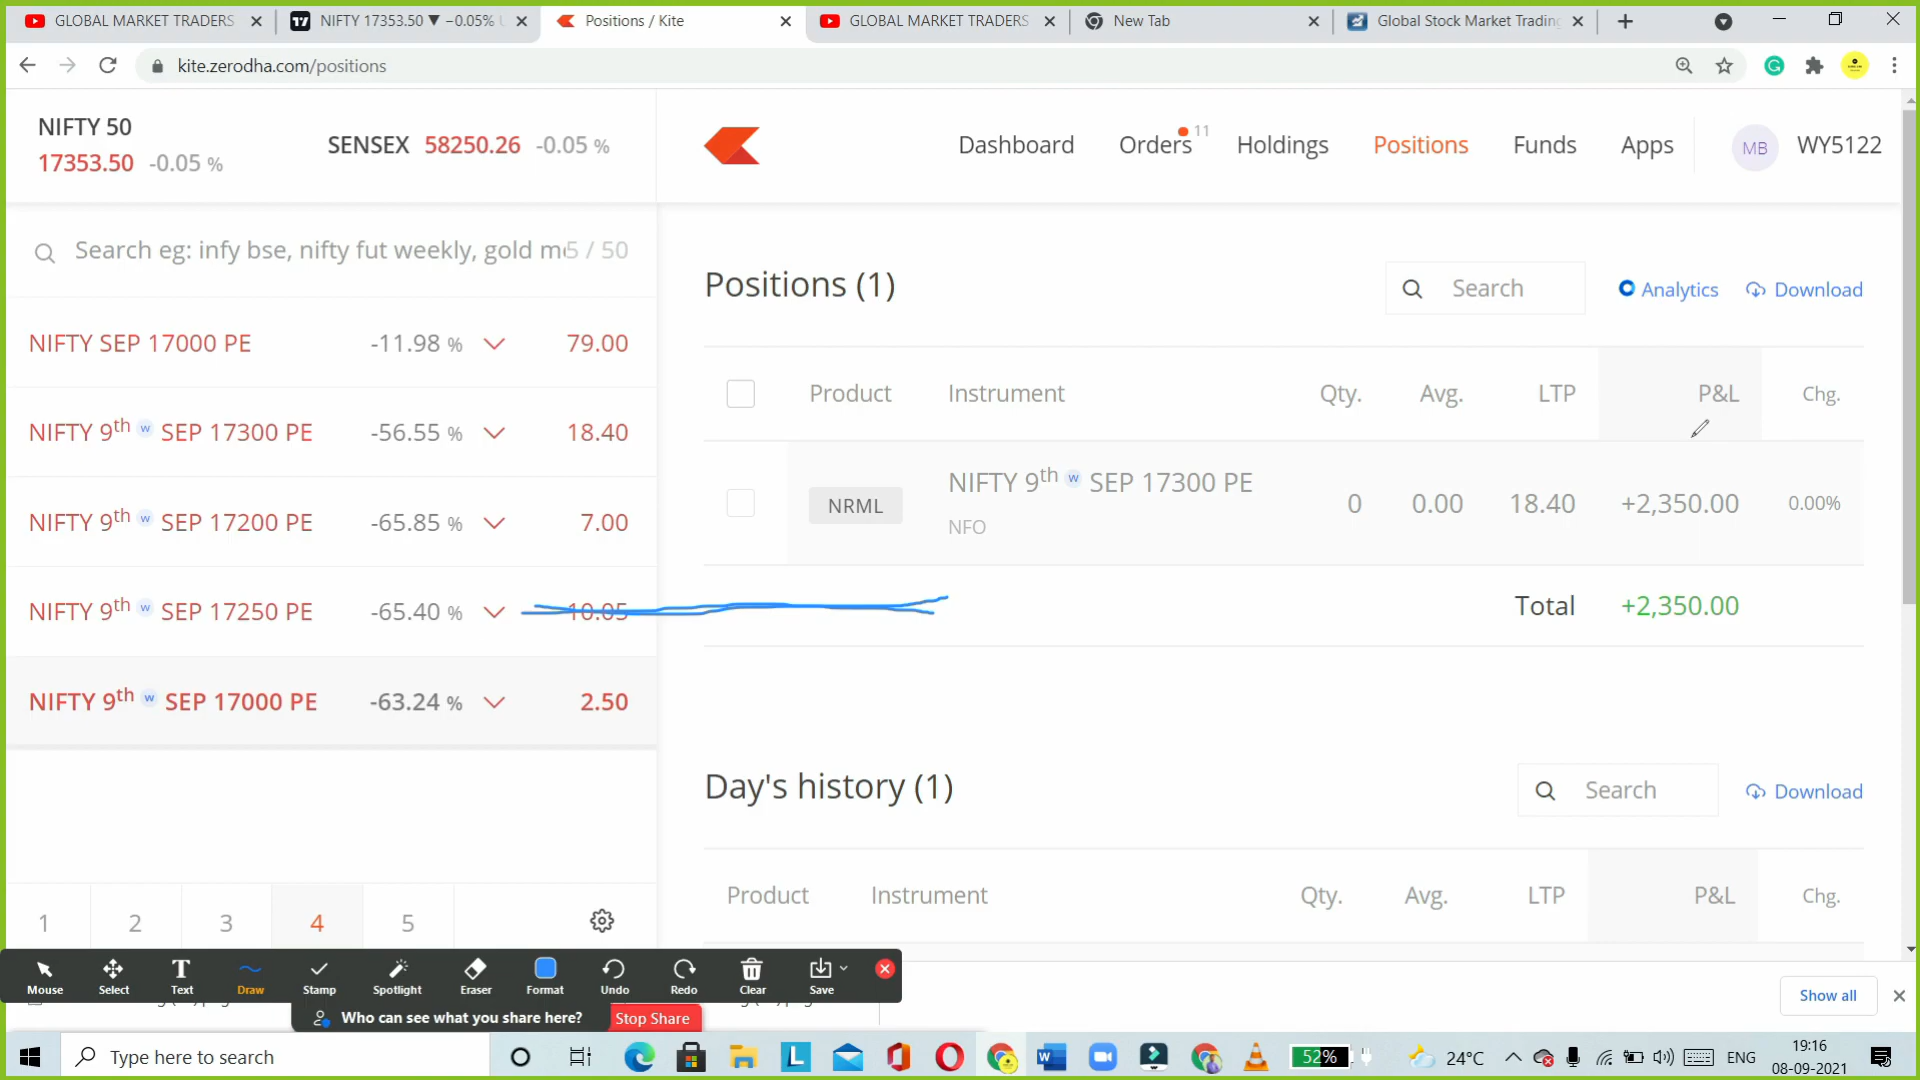 GLOBAL MARKET TRADERS
NIFTY 17353.50 ▼ −0.05%
Positions / Kite
GLOBAL MARKET TRADERS
New Tab
Global Stock Market Trading
kite.zerodha.com/positions
NIFTY 50
17353.50 -0.05 %
SENSEX 58250.26 -0.05 %
Dashboard Orders 11 Holdings Positions Funds Apps MB WY5122
Search eg: infy bse, nifty fut weekly, gold m 5 / 50
NIFTY SEP 17000 PE -11.98 % 79.00
NIFTY 9th w SEP 17300 PE -56.55 % 18.40
NIFTY 9th w SEP 17200 PE -65.85 % 7.00
NIFTY 9th w SEP 17250 PE -65.40 % 10.05
NIFTY 9th w SEP 17000 PE -63.24 % 2.50
1 2 3 4 5
Positions (1)
Search Analytics Download
Product Instrument Qty. Avg. LTP P&L Chg.
NRML NIFTY 9th w SEP 17300 PE NFO 0 0.00 18.40 +2,350.00 0.00%
Total +2,350.00
Day's history (1)
Search Download
Product Instrument Qty. Avg. LTP P&L Chg.
Mouse Select Text Draw Stamp Spotlight Eraser Format Undo Redo Clear Save
Who can see what you share here? Stop Share
Show all
Type here to search
52% 24°C ENG 19:16
08-09-2021